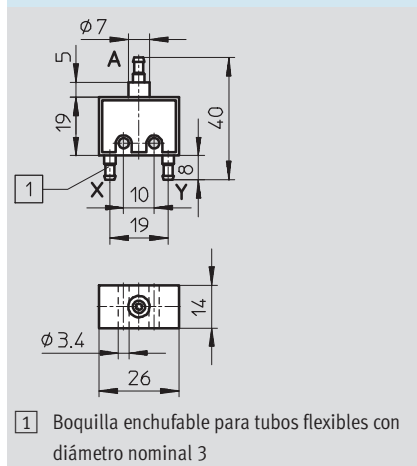 ϕ7
A
5
19
40
8
1
X
10
Y
19
14
ϕ3.4
26
1 Boquilla enchufable para tubos flexibles con
diámetro nominal 3